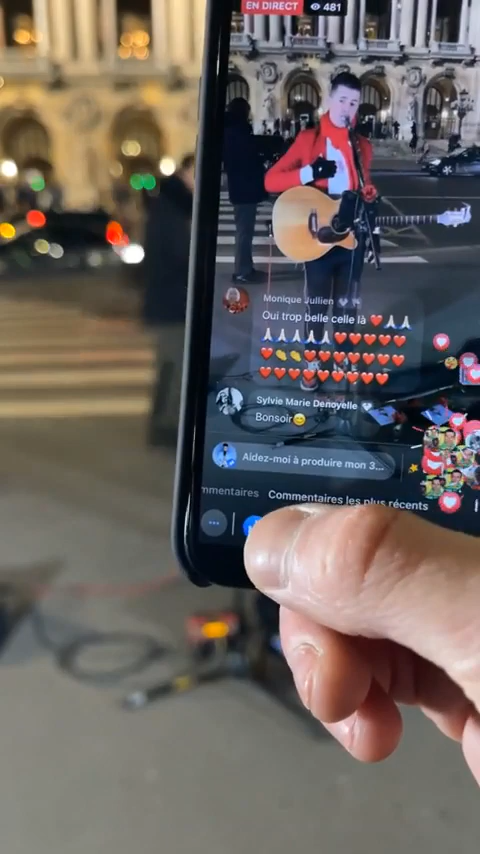 EN DIRECT 481
Monique Jullien
Oui trop belle celle là ❤️🙏🏻🙏🏻
🙏🏻🙏🏻🙏🏻🙏🏻🙏🏻❤️❤️❤️❤️❤️
❤️👏👏❤️❤️❤️❤️❤️❤️
❤️❤️❤️❤️❤️❤️❤️❤️❤️
Sylvie Marie Denoyelle
Bonsoir😊
Aidez-moi à produire mon 3...
mmentaires Commentaires les plus récents